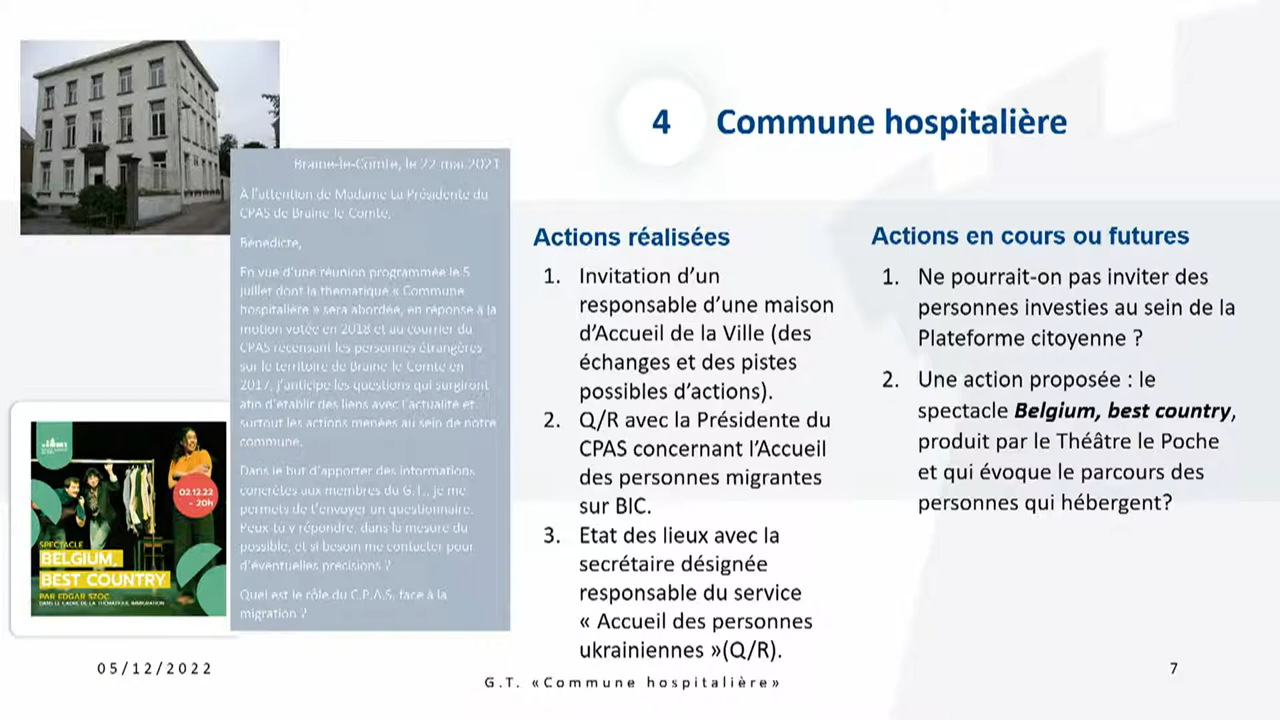 4 Commune hospitalière
Braine-le-Comte, le 22 mai 2021
À l'attention de Madame La Présidente du
CPAS de Braine-le-Comte,
Bénédicte,
En vue d'une réunion programmée le 5
juillet dont la thématique « Commune
hospitalière » sera abordée, en réponse à la
motion votée en 2018 et au courrier du
CPAS recensant les personnes étrangères
sur le territoire de Braine-le-Comte en
2017, j'anticipe les questions qui surgiront
afin d'établir des liens avec l'actualité et
surtout les actions menées au sein de notre
commune.
Dans le but d'apporter des informations
concrètes aux membres du G.T., je me
permets de t'envoyer un questionnaire.
Peux-tu y répondre, dans la mesure du
possible, et si besoin me contacter pour
d'éventuelles précisions ?
Quel est le rôle du C.P.A.S. face à la
migration ?
02.12.22
- 20h
SPECTACLE
BELGIUM,
BEST COUNTRY
PAR EDGAR SZOC
DANS LE CADRE DE LA THÉMATIQUE IMMIGRATION
Actions réalisées
1. Invitation d'un
responsable d'une maison
d'Accueil de la Ville (des
échanges et des pistes
possibles d'actions).
2. Q/R avec la Présidente du
CPAS concernant l'Accueil
des personnes migrantes
sur BIC.
3. Etat des lieux avec la
secrétaire désignée
responsable du service
« Accueil des personnes
ukrainiennes »(Q/R).
Actions en cours ou futures
1. Ne pourrait-on pas inviter des
personnes investies au sein de la
Plateforme citoyenne ?
2. Une action proposée : le
spectacle Belgium, best country,
produit par le Théâtre le Poche
et qui évoque le parcours des
personnes qui hébergent?
05/12/2022
G.T. «Commune hospitalière»
7